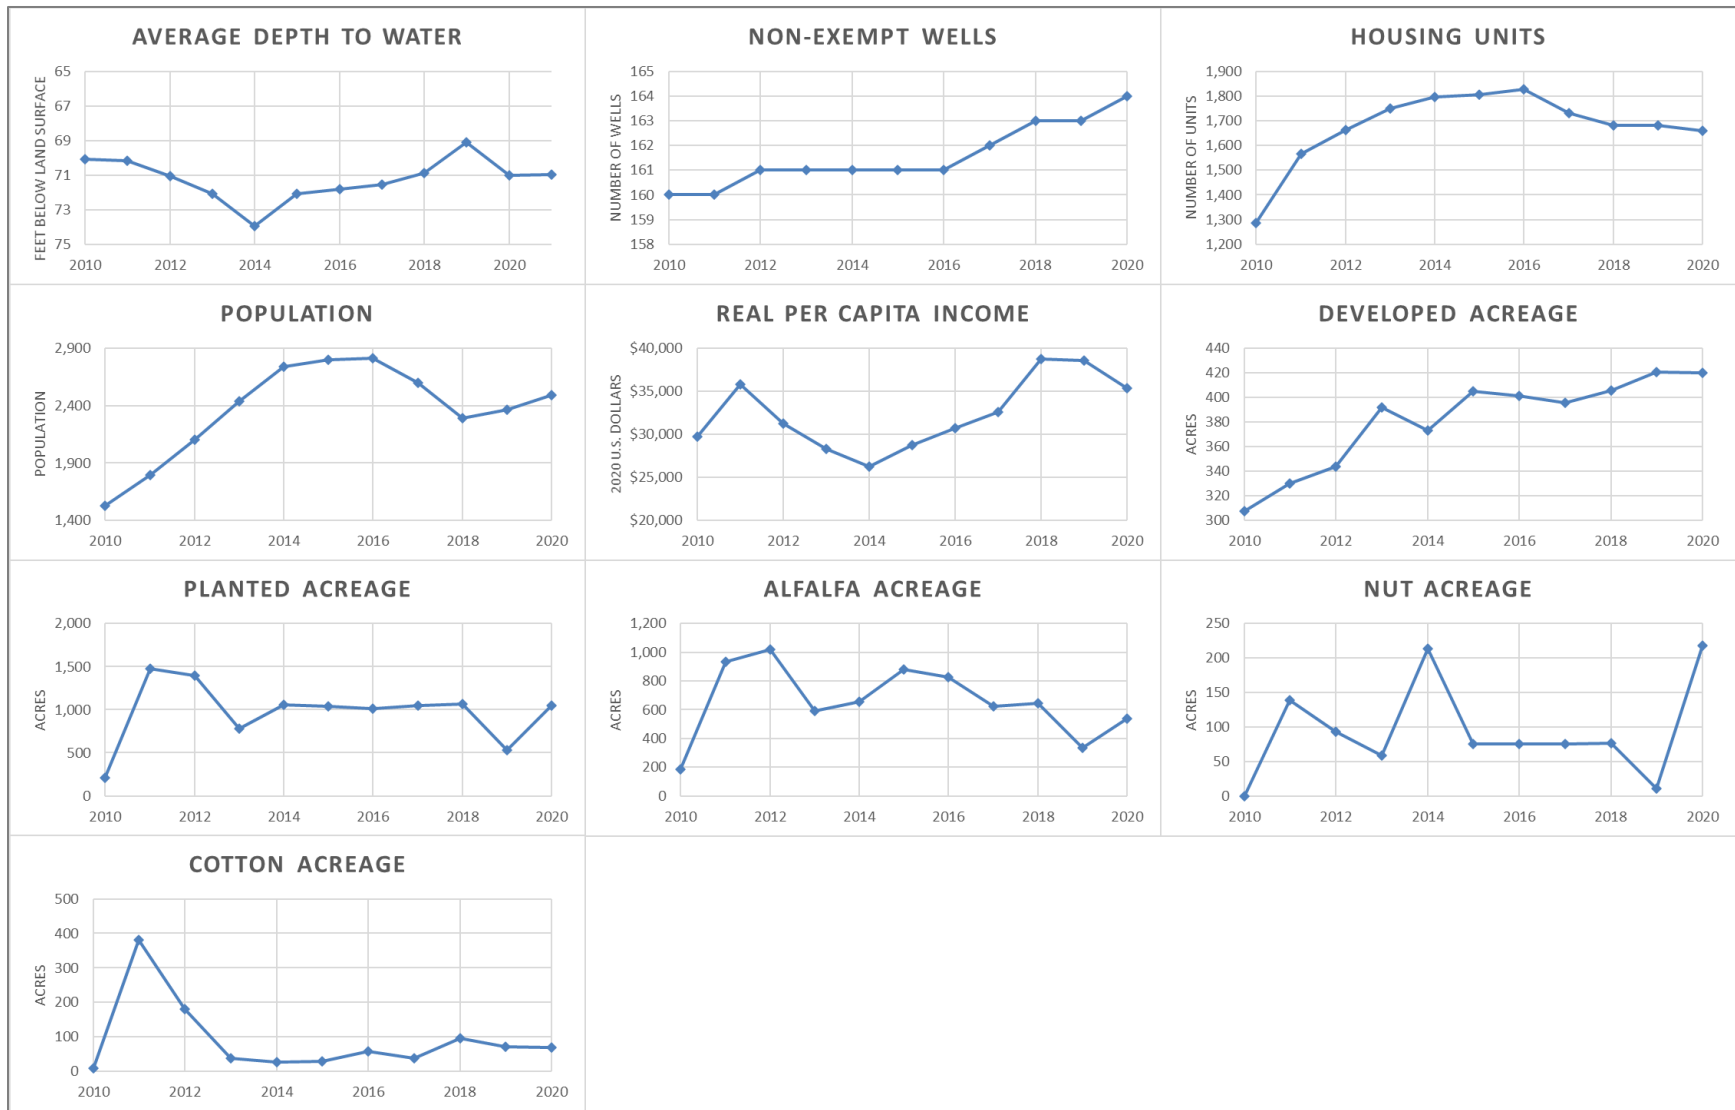 AVERAGE DEPTH TO WATER
FEET BELOW LAND SURFACE
65
67
69
71
73
75
2010 2012 2014 2016 2018 2020
NON-EXEMPT WELLS
NUMBER OF WELLS
165
164
163
162
161
160
159
158
2010 2012 2014 2016 2018 2020
HOUSING UNITS
NUMBER OF UNITS
1,900
1,800
1,700
1,600
1,500
1,400
1,300
1,200
2010 2012 2014 2016 2018 2020
POPULATION
POPULATION
2,900
2,400
1,900
1,400
2010 2012 2014 2016 2018 2020
REAL PER CAPITA INCOME
2020 U.S. DOLLARS
$40,000
$35,000
$30,000
$25,000
$20,000
2010 2012 2014 2016 2018 2020
DEVELOPED ACREAGE
ACRES
440
420
400
380
360
340
320
300
2010 2012 2014 2016 2018 2020
PLANTED ACREAGE
ACRES
2,000
1,500
1,000
500
0
2010 2012 2014 2016 2018 2020
ALFALFA ACREAGE
ACRES
1,200
1,000
800
600
400
200
0
2010 2012 2014 2016 2018 2020
NUT ACREAGE
ACRES
250
200
150
100
50
0
2010 2012 2014 2016 2018 2020
COTTON ACREAGE
ACRES
500
400
300
200
100
0
2010 2012 2014 2016 2018 2020